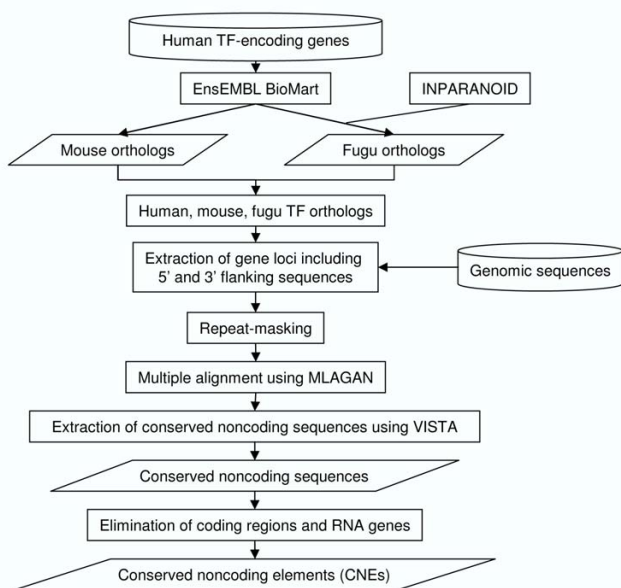 Human TF-encoding genes
EnsEMBL BioMart
INPARANOID
Mouse orthologs
Fugu orthologs
Human, mouse, fugu TF orthologs
Extraction of gene loci including
5' and 3' flanking sequences
Genomic sequences
Repeat-masking
Multiple alignment using MLAGAN
Extraction of conserved noncoding sequences using VISTA
Conserved noncoding sequences
Elimination of coding regions and RNA genes
Conserved noncoding elements (CNEs)